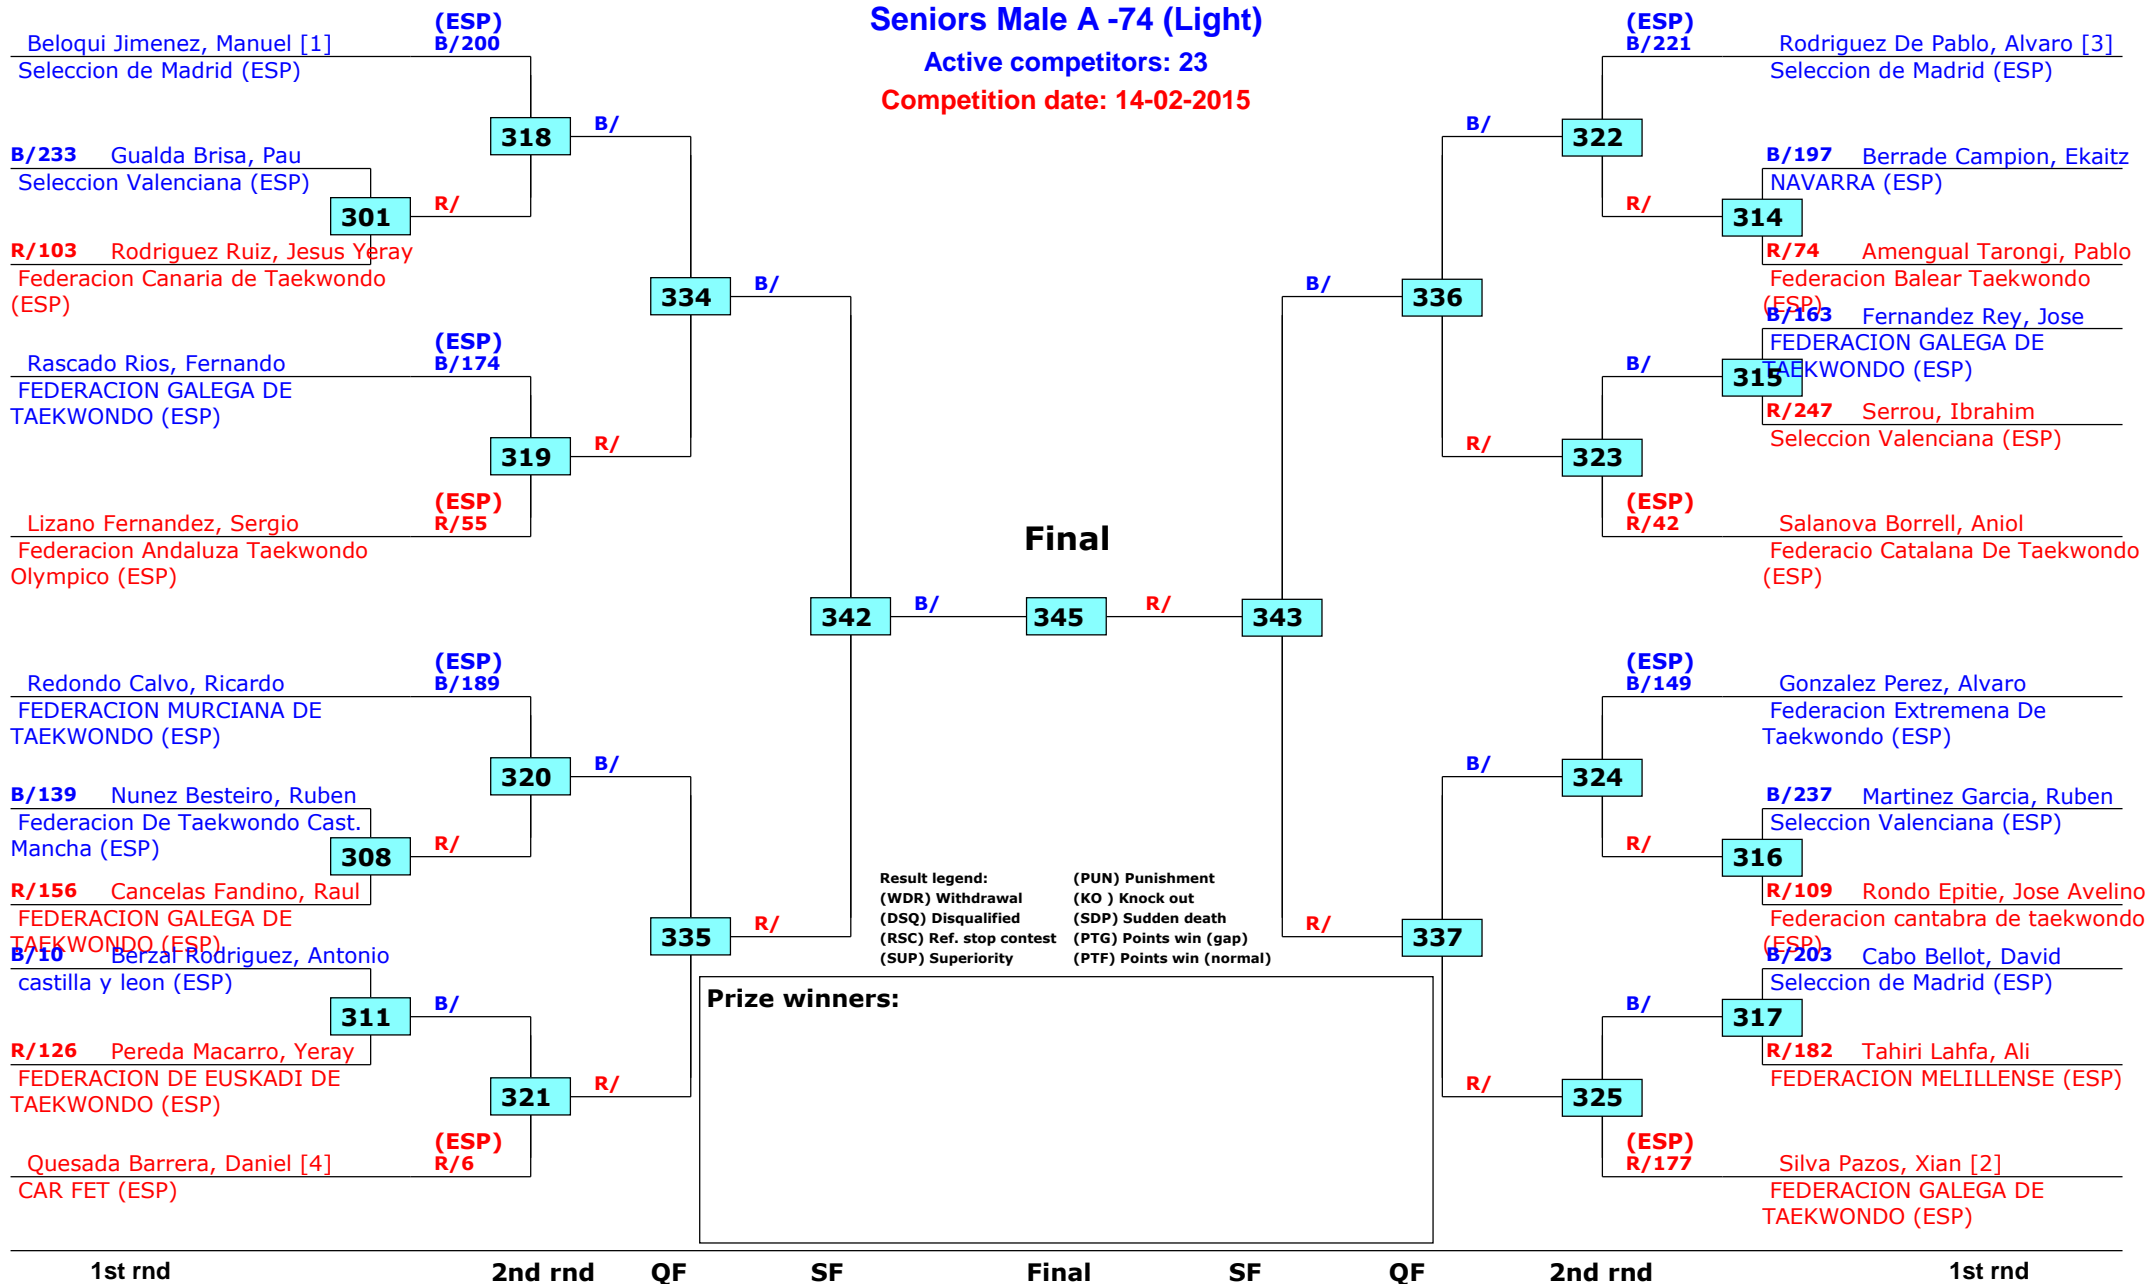 Seniors Male A -74 (Light)
Active competitors: 23
Competition date: 14-02-2015
(ESP)
Beloqui Jimenez, Manuel [1] B/200
Seleccion de Madrid (ESP)
318
B/
B/233 Gualda Brisa, Pau
Seleccion Valenciana (ESP)
301
R/
R/103 Rodriguez Ruiz, Jesus Yeray
Federacion Canaria de Taekwondo
(ESP)
334
B/
(ESP)
Rascado Rios, Fernando B/174
FEDERACION GALEGA DE
TAEKWONDO (ESP)
319
R/
(ESP)
Lizano Fernandez, Sergio R/55
Federacion Andaluza Taekwondo
Olympico (ESP)
342
B/
(ESP)
Redondo Calvo, Ricardo B/189
FEDERACION MURCIANA DE
TAEKWONDO (ESP)
320
B/
B/139 Nunez Besteiro, Ruben
Federacion De Taekwondo Cast.
Mancha (ESP)
308
R/
R/156 Cancelas Fandino, Raul
FEDERACION GALEGA DE
TAEKWONDO (ESP)
335
R/
B/10 Berzal Rodriguez, Antonio
castilla y leon (ESP)
311
B/
R/126 Pereda Macarro, Yeray
FEDERACION DE EUSKADI DE
TAEKWONDO (ESP)
321
R/
(ESP)
Quesada Barrera, Daniel [4] R/6
CAR FET (ESP)
Final
345
R/
343
(ESP)
B/221 Rodriguez De Pablo, Alvaro [3]
Seleccion de Madrid (ESP)
B/
322
B/197 Berrade Campion, Ekaitz
NAVARRA (ESP)
R/
314
R/74 Amengual Tarongi, Pablo
Federacion Balear Taekwondo
(ESP)
B/
336
B/163 Fernandez Rey, Jose
FEDERACION GALEGA DE
TAEKWONDO (ESP)
B/
315
R/247 Serrou, Ibrahim
Seleccion Valenciana (ESP)
R/
323
(ESP)
R/42 Salanova Borrell, Aniol
Federacio Catalana De Taekwondo
(ESP)
(ESP)
B/149 Gonzalez Perez, Alvaro
Federacion Extremena De
Taekwondo (ESP)
B/
324
B/237 Martinez Garcia, Ruben
Seleccion Valenciana (ESP)
R/
316
R/109 Rondo Epitie, Jose Avelino
Federacion cantabra de taekwondo
(ESP)
R/
337
B/203 Cabo Bellot, David
Seleccion de Madrid (ESP)
B/
317
R/182 Tahiri Lahfa, Ali
FEDERACION MELILLENSE (ESP)
R/
325
(ESP)
R/177 Silva Pazos, Xian [2]
FEDERACION GALEGA DE
TAEKWONDO (ESP)
Result legend: (PUN) Punishment
(WDR) Withdrawal (KO ) Knock out
(DSQ) Disqualified (SDP) Sudden death
(RSC) Ref. stop contest (PTG) Points win (gap)
(SUP) Superiority (PTF) Points win (normal)
Prize winners:
1st rnd 2nd rnd QF SF Final SF QF 2nd rnd 1st rnd